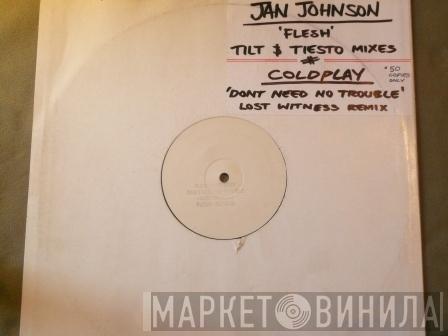 JAN JOHNSON
'FLESH'
TILT $ TIESTO MIXES
*
COLDPLAY
'DONT NEED NO TROUBLE'
LOST WITNESS REMIX
*50
COPIES
ONLY
МАРКЕТ ВИНИЛА